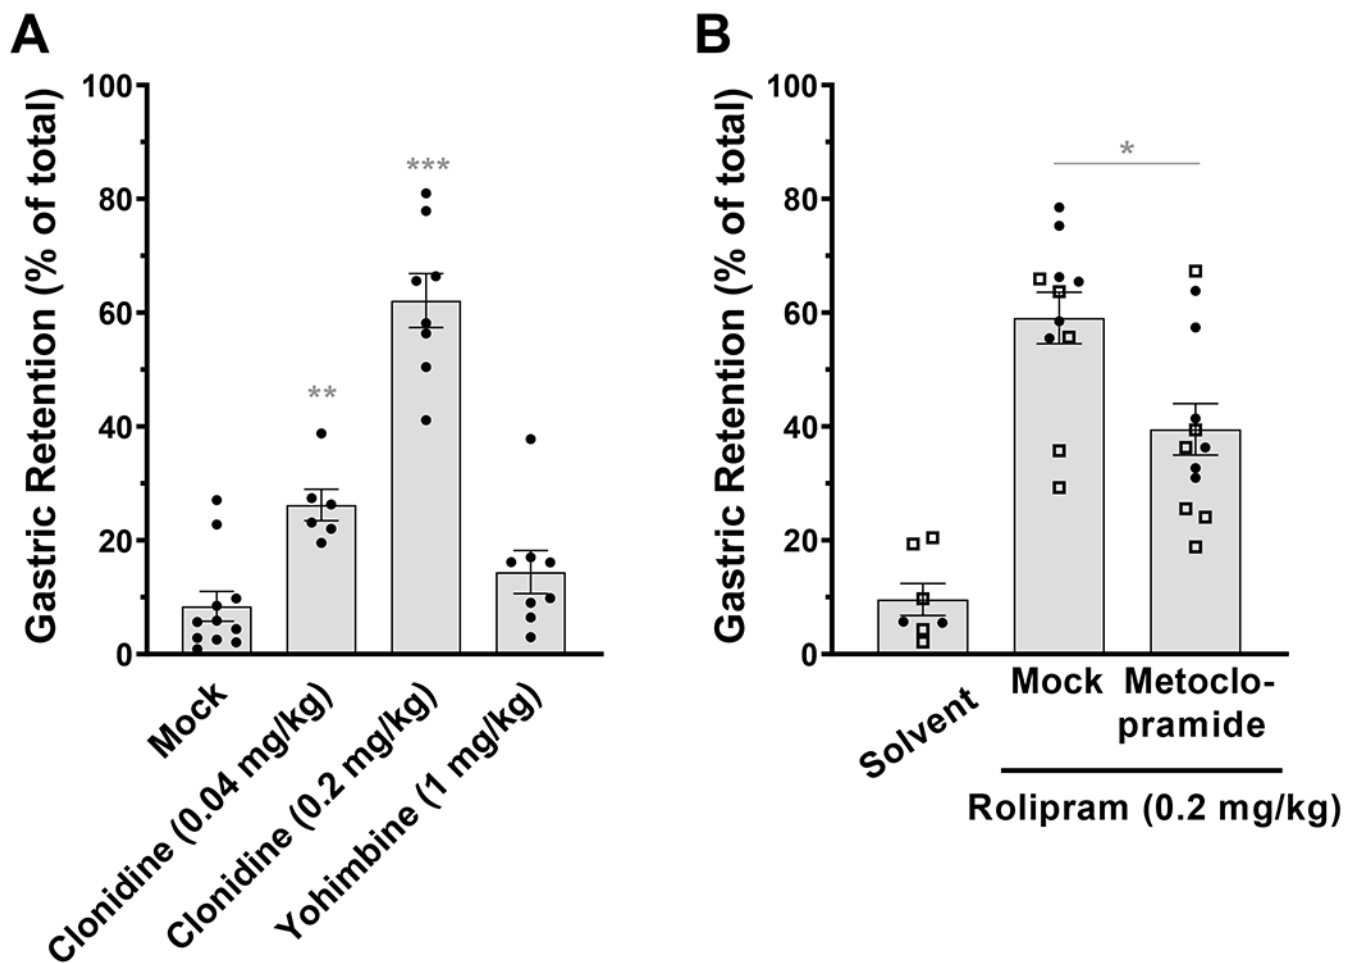 A
Gastric Retention (% of total)
100
80
60
40
20
0
**
***
Mock
Clonidine (0.04 mg/kg)
Clonidine (0.2 mg/kg)
Yohimbine (1 mg/kg)
B
Gastric Retention (% of total)
100
80
60
40
20
0
*
Solvent
Mock
Metoclo-
pramide
Rolipram (0.2 mg/kg)